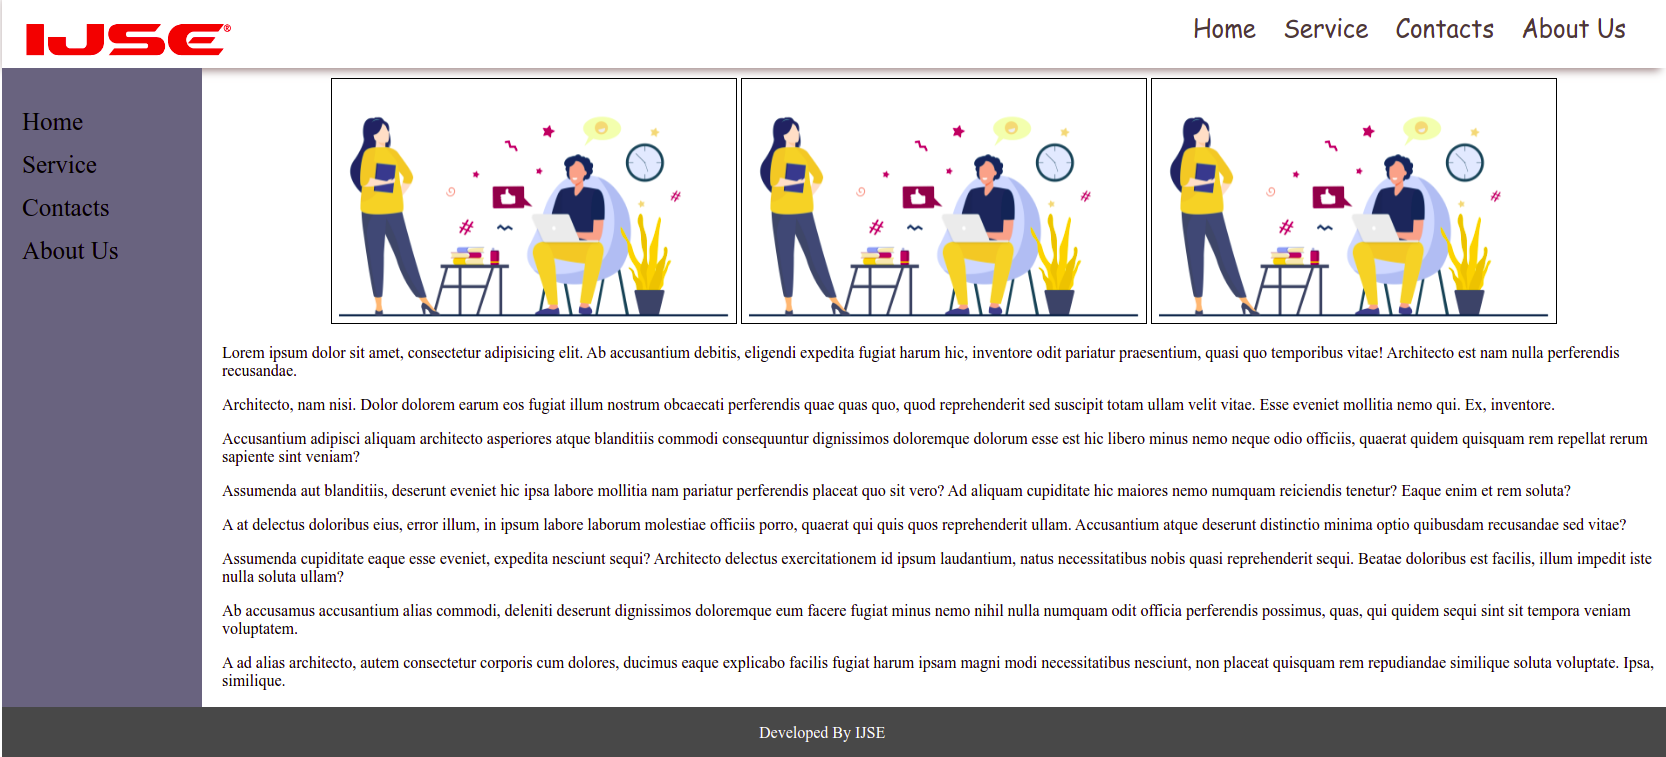 IJSE®
Home Service Contacts About Us
Home
Service
Contacts
About Us
Lorem ipsum dolor sit amet, consectetur adipisicing elit. Ab accusantium debitis, eligendi expedita fugiat harum hic, inventore odit pariatur praesentium, quasi quo temporibus vitae! Architecto est nam nulla perferendis
recusandae.
Architecto, nam nisi. Dolor dolorem earum eos fugiat illum nostrum obcaecati perferendis quae quas quo, quod reprehenderit sed suscipit totam ullam velit vitae. Esse eveniet mollitia nemo qui. Ex, inventore.
Accusantium adipisci aliquam architecto asperiores atque blanditiis commodi consequuntur dignissimos doloremque dolorum esse est hic libero minus nemo neque odio officiis, quaerat quidem quisquam rem repellat rerum
sapiente sint veniam?
Assumenda aut blanditiis, deserunt eveniet hic ipsa labore mollitia nam pariatur perferendis placeat quo sit vero? Ad aliquam cupiditate hic maiores nemo numquam reiciendis tenetur? Eaque enim et rem soluta?
A at delectus doloribus eius, error illum, in ipsum labore laborum molestiae officiis porro, quaerat qui quis quos reprehenderit ullam. Accusantium atque deserunt distinctio minima optio quibusdam recusandae sed vitae?
Assumenda cupiditate eaque esse eveniet, expedita nesciunt sequi? Architecto delectus exercitationem id ipsum laudantium, natus necessitatibus nobis quasi reprehenderit sequi. Beatae doloribus est facilis, illum impedit iste
nulla soluta ullam?
Ab accusamus accusantium alias commodi, deleniti deserunt dignissimos doloremque eum facere fugiat minus nemo nihil nulla numquam odit officia perferendis possimus, quas, qui quidem sequi sint sit tempora veniam
voluptatem.
A ad alias architecto, autem consectetur corporis cum dolores, ducimus eaque explicabo facilis fugiat harum ipsam magni modi necessitatibus nesciunt, non placeat quisquam rem repudiandae similique soluta voluptate. Ipsa,
similique.
Developed By IJSE